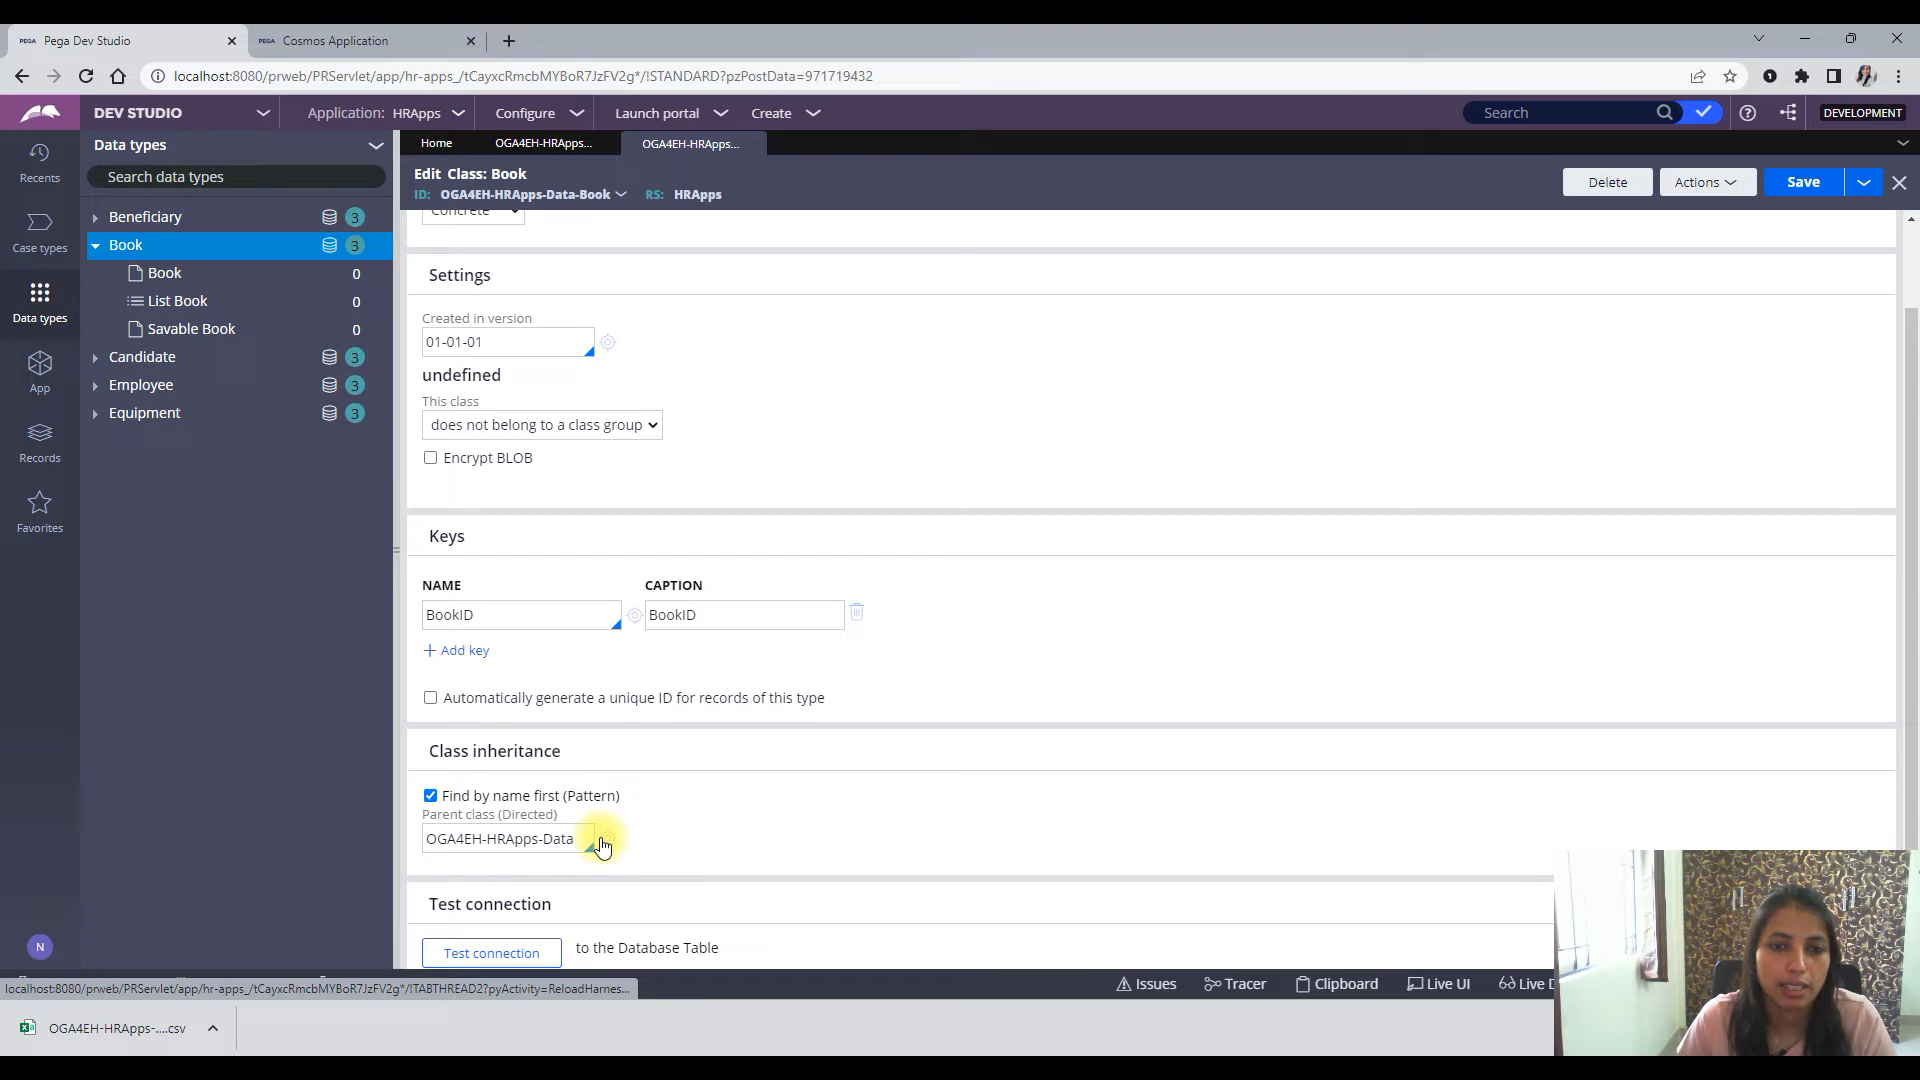 PEGA Pega Dev Studio
PEGA Cosmos Application
localhost:8080/prweb/PRServlet/app/hr-apps_/tCayxcRmcbMYBoR7JzFV2g*/!STANDARD?pzPostData=971719432
DEV STUDIO
Application: HRApps
Configure
Launch portal
Create
Search
DEVELOPMENT
Recents
Case types
Data types
App
Records
Favorites
N
Data types
Search data types
Beneficiary 3
Book 3
Book 0
List Book 0
Savable Book 0
Candidate 3
Employee 3
Equipment 3
Home
OGA4EH-HRApps...
OGA4EH-HRApps...
Edit Class: Book
ID: OGA4EH-HRApps-Data-Book RS: HRApps
Delete
Actions
Save
Concrete
Settings
Created in version
01-01-01
undefined
This class
does not belong to a class group
Encrypt BLOB
Keys
NAME CAPTION
BookID BookID
Add key
Automatically generate a unique ID for records of this type
Class inheritance
Find by name first (Pattern)
Parent class (Directed)
OGA4EH-HRApps-Data
Test connection
Test connection to the Database Table
localhost:8080/prweb/PRServlet/app/hr-apps_/tCayxcRmcbMYBoR7JzFV2g*/!TABTHREAD2?pyActivity=ReloadHarnes...
Issues
Tracer
Clipboard
Live UI
Live D
OGA4EH-HRApps-....csv